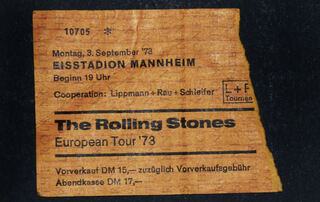 10705 *
Montag, 3. September '73
EISSTADION MANNHEIM
Beginn 19 Uhr
Cooperation: Lippmann + Rau + Schleifer
L+R
Tournee
The Rolling Stones
European Tour '73
Vorverkauf DM 15,— zuzüglich Vorverkaufsgebühr
Abendkasse DM 17,—